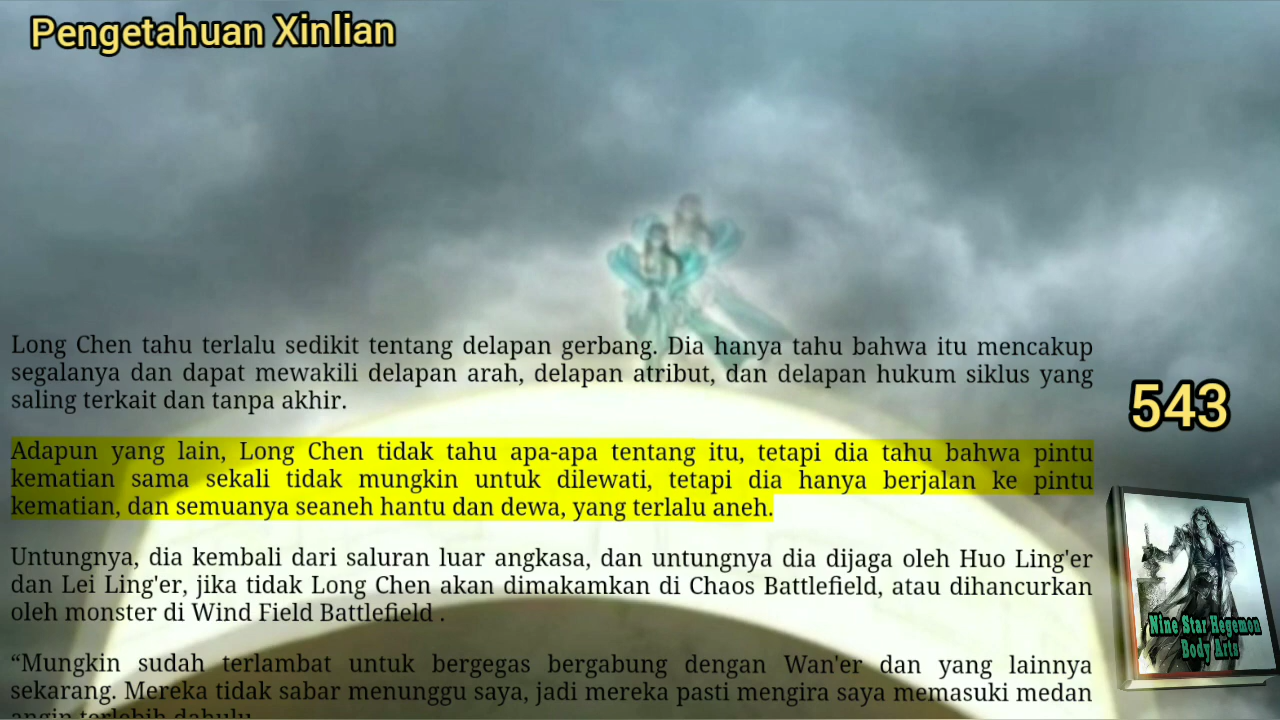 Pengetahuan Xinlian
Long Chen tahu terlalu sedikit tentang delapan gerbang. Dia hanya tahu bahwa itu mencakup
segalanya dan dapat mewakili delapan arah, delapan atribut, dan delapan hukum siklus yang
saling terkait dan tanpa akhir.
543
Adapun yang lain, Long Chen tidak tahu apa-apa tentang itu, tetapi dia tahu bahwa pintu
kematian sama sekali tidak mungkin untuk dilewati, tetapi dia hanya berjalan ke pintu
kematian, dan semuanya seaneh hantu dan dewa, yang terlalu aneh.
Untungnya, dia kembali dari saluran luar angkasa, dan untungnya dia dijaga oleh Huo Ling'er
dan Lei Ling'er, jika tidak Long Chen akan dimakamkan di Chaos Battlefield, atau dihancurkan
oleh monster di Wind Field Battlefield .
Nine Star Hegemon
Body Arts
“Mungkin sudah terlambat untuk bergegas bergabung dengan Wan'er dan yang lainnya
sekarang. Mereka tidak sabar menunggu saya, jadi mereka pasti mengira saya memasuki medan
angin terlebih dahulu